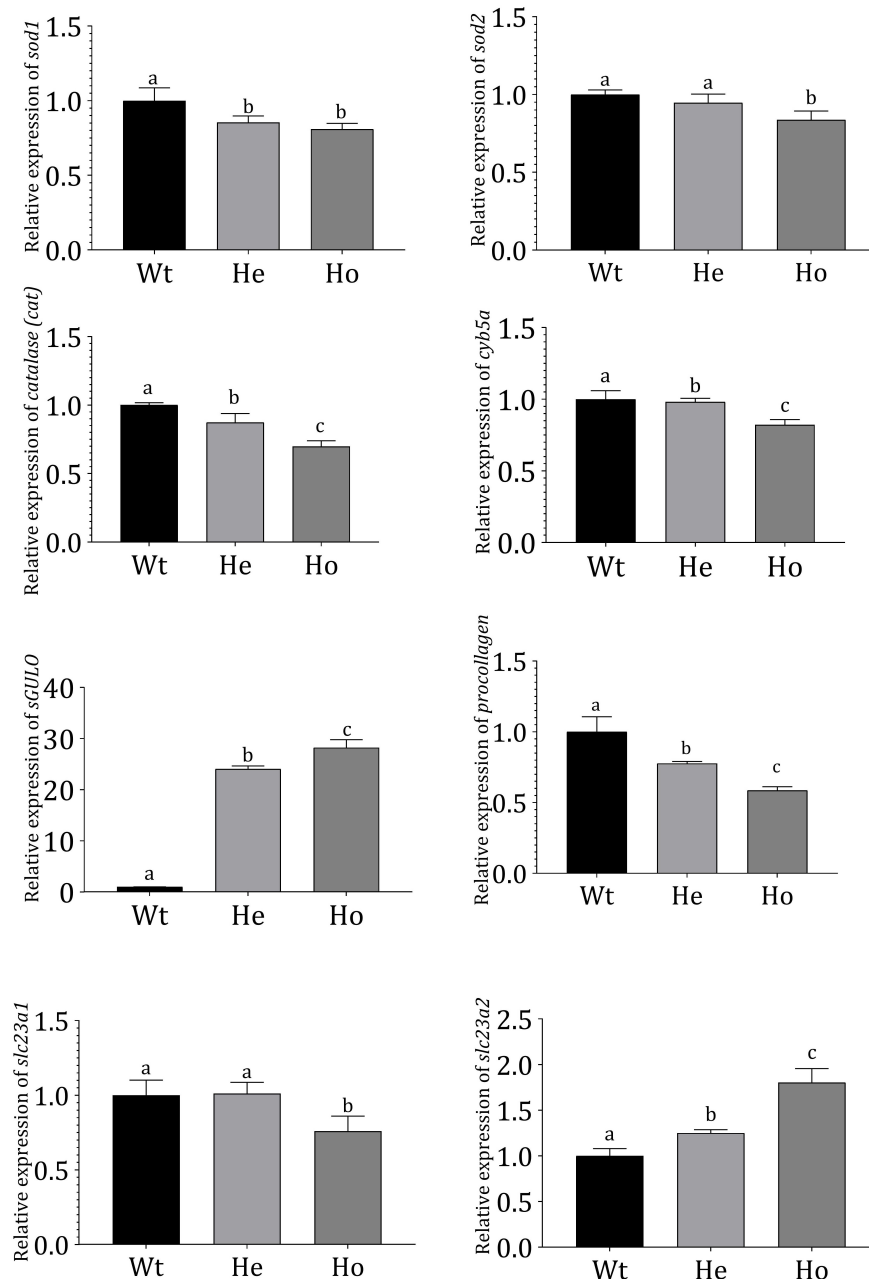 Relative expression of sod1
1.5
1.0
0.5
0.0
a
b
b
Wt He Ho
Relative expression of sod2
1.5
1.0
0.5
0.0
a
a
b
Wt He Ho
Relative expression of catalase (cat)
1.5
1.0
0.5
0.0
a
b
c
Wt He Ho
Relative expression of cyb5a
1.5
1.0
0.5
0.0
a
b
c
Wt He Ho
Relative expression of sGULO
40
30
20
10
0
a
b
c
Wt He Ho
Relative expression of procollagen
1.5
1.0
0.5
0.0
a
b
c
Wt He Ho
Relative expression of slc23a1
1.5
1.0
0.5
0.0
a
a
b
Wt He Ho
Relative expression of slc23a2
2.5
2.0
1.5
1.0
0.5
0.0
a
b
c
Wt He Ho